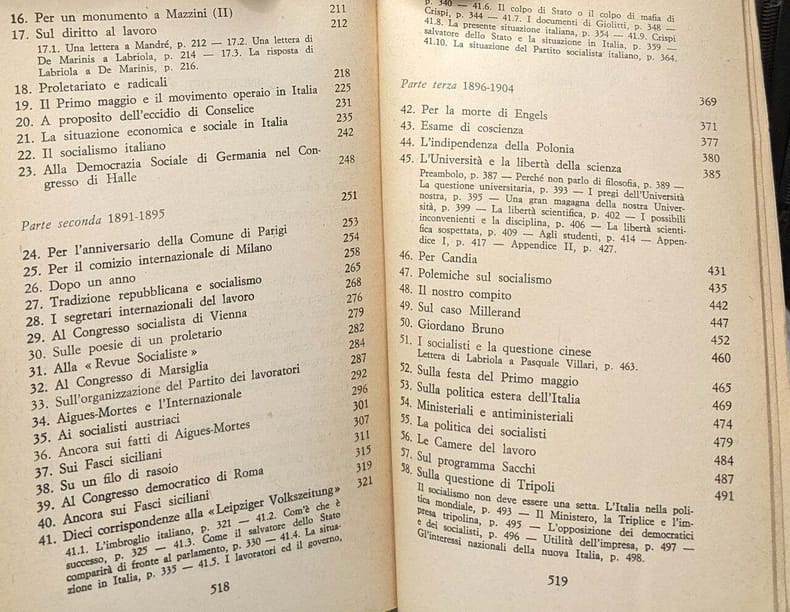 16. Per un monumento a Mazzini (II) 211
17. Sul diritto al lavoro 212
17.1. Una lettera a Mandré, p. 212 — 17.2. Una lettera di
De Marinis a Labriola, p. 214 — 17.3. La risposta di
Labriola a De Marinis, p. 216.
18. Proletariato e radicali 218
19. Il Primo maggio e il movimento operaio in Italia 225
20. A proposito dell'eccidio di Conselice 231
21. La situazione economica e sociale in Italia 235
22. Il socialismo italiano 242
23. Alla Democrazia Sociale di Germania nel Con-
gresso di Halle 248
Parte seconda 1891-1895 251
24. Per l'anniversario della Comune di Parigi 253
25. Per il comizio internazionale di Milano 254
26. Dopo un anno 258
27. Tradizione repubblicana e socialismo 265
28. I segretari internazionali del lavoro 268
29. Al Congresso socialista di Vienna 276
30. Sulle poesie di un proletario 279
31. Alla « Revue Socialiste » 282
32. Al Congresso di Marsiglia 284
33. Sull'organizzazione del Partito dei lavoratori 287
34. Aigues-Mortes e l'Internazionale 292
35. Ai socialisti austriaci 296
36. Ancora sui fatti di Aigues-Mortes 301
37. Sui Fasci siciliani 307
38. Su un filo di rasoio 311
39. Al Congresso democratico di Roma 315
40. Ancora sui Fasci siciliani 319
41. Dieci corrispondenze alla «Leipziger Volkszeitung» 321
41.1. L'imbroglio italiano, p. 321 — 41.2. Com'è che è
successo, p. 325 — 41.3. Come il salvatore dello Stato
comparirà di fronte al parlamento, p. 330 — 41.4. La situa-
zione in Italia, p. 335 — 41.5. I lavoratori ed il governo,
518
p. 340 — 41.6. Il colpo di Stato o il colpo di mafia di
Crispi, p. 344 — 41.7. I documenti di Giolitti, p. 348 —
41.8. La presente situazione italiana, p. 354 — 41.9. Crispi
salvatore dello Stato e la situazione in Italia, p. 359 —
41.10. La situazione del Partito socialista italiano, p. 364.
Parte terza 1896-1904 369
42. Per la morte di Engels 371
43. Esame di coscienza 377
44. L'indipendenza della Polonia 380
45. L'Università e la libertà della scienza 385
Preambolo, p. 387 — Perché non parlo di filosofia, p. 389 —
La questione universitaria, p. 393 — I pregi dell'Università
nostra, p. 395 — Una gran magagna della nostra Univer-
sità, p. 399 — La libertà scientifica, p. 402 — I possibili
inconvenienti e la disciplina, p. 406 — La libertà scienti-
fica sospettata, p. 409 — Agli studenti, p. 414 — Appen-
dice I, p. 417 — Appendice II, p. 427.
46. Per Candia 431
47. Polemiche sul socialismo 435
48. Il nostro compito 442
49. Sul caso Millerand 447
50. Giordano Bruno 452
51. I socialisti e la questione cinese 460
Lettera di Labriola a Pasquale Villari, p. 463.
52. Sulla festa del Primo maggio 465
53. Sulla politica estera dell'Italia 469
54. Ministeriali e antiministeriali 474
55. La politica dei socialisti 479
56. Le Camere del lavoro 484
57. Sul programma Sacchi 487
58. Sulla questione di Tripoli 491
Il socialismo non deve essere una setta. L'Italia nella poli-
tica mondiale, p. 493 — Il Ministero, la Triplice e l'im-
presa tripolina, p. 495 — L'opposizione dei democratici
e dei socialisti, p. 496 — Utilità dell'impresa, p. 497 —
Gl'interessi nazionali della nuova Italia, p. 498.
519